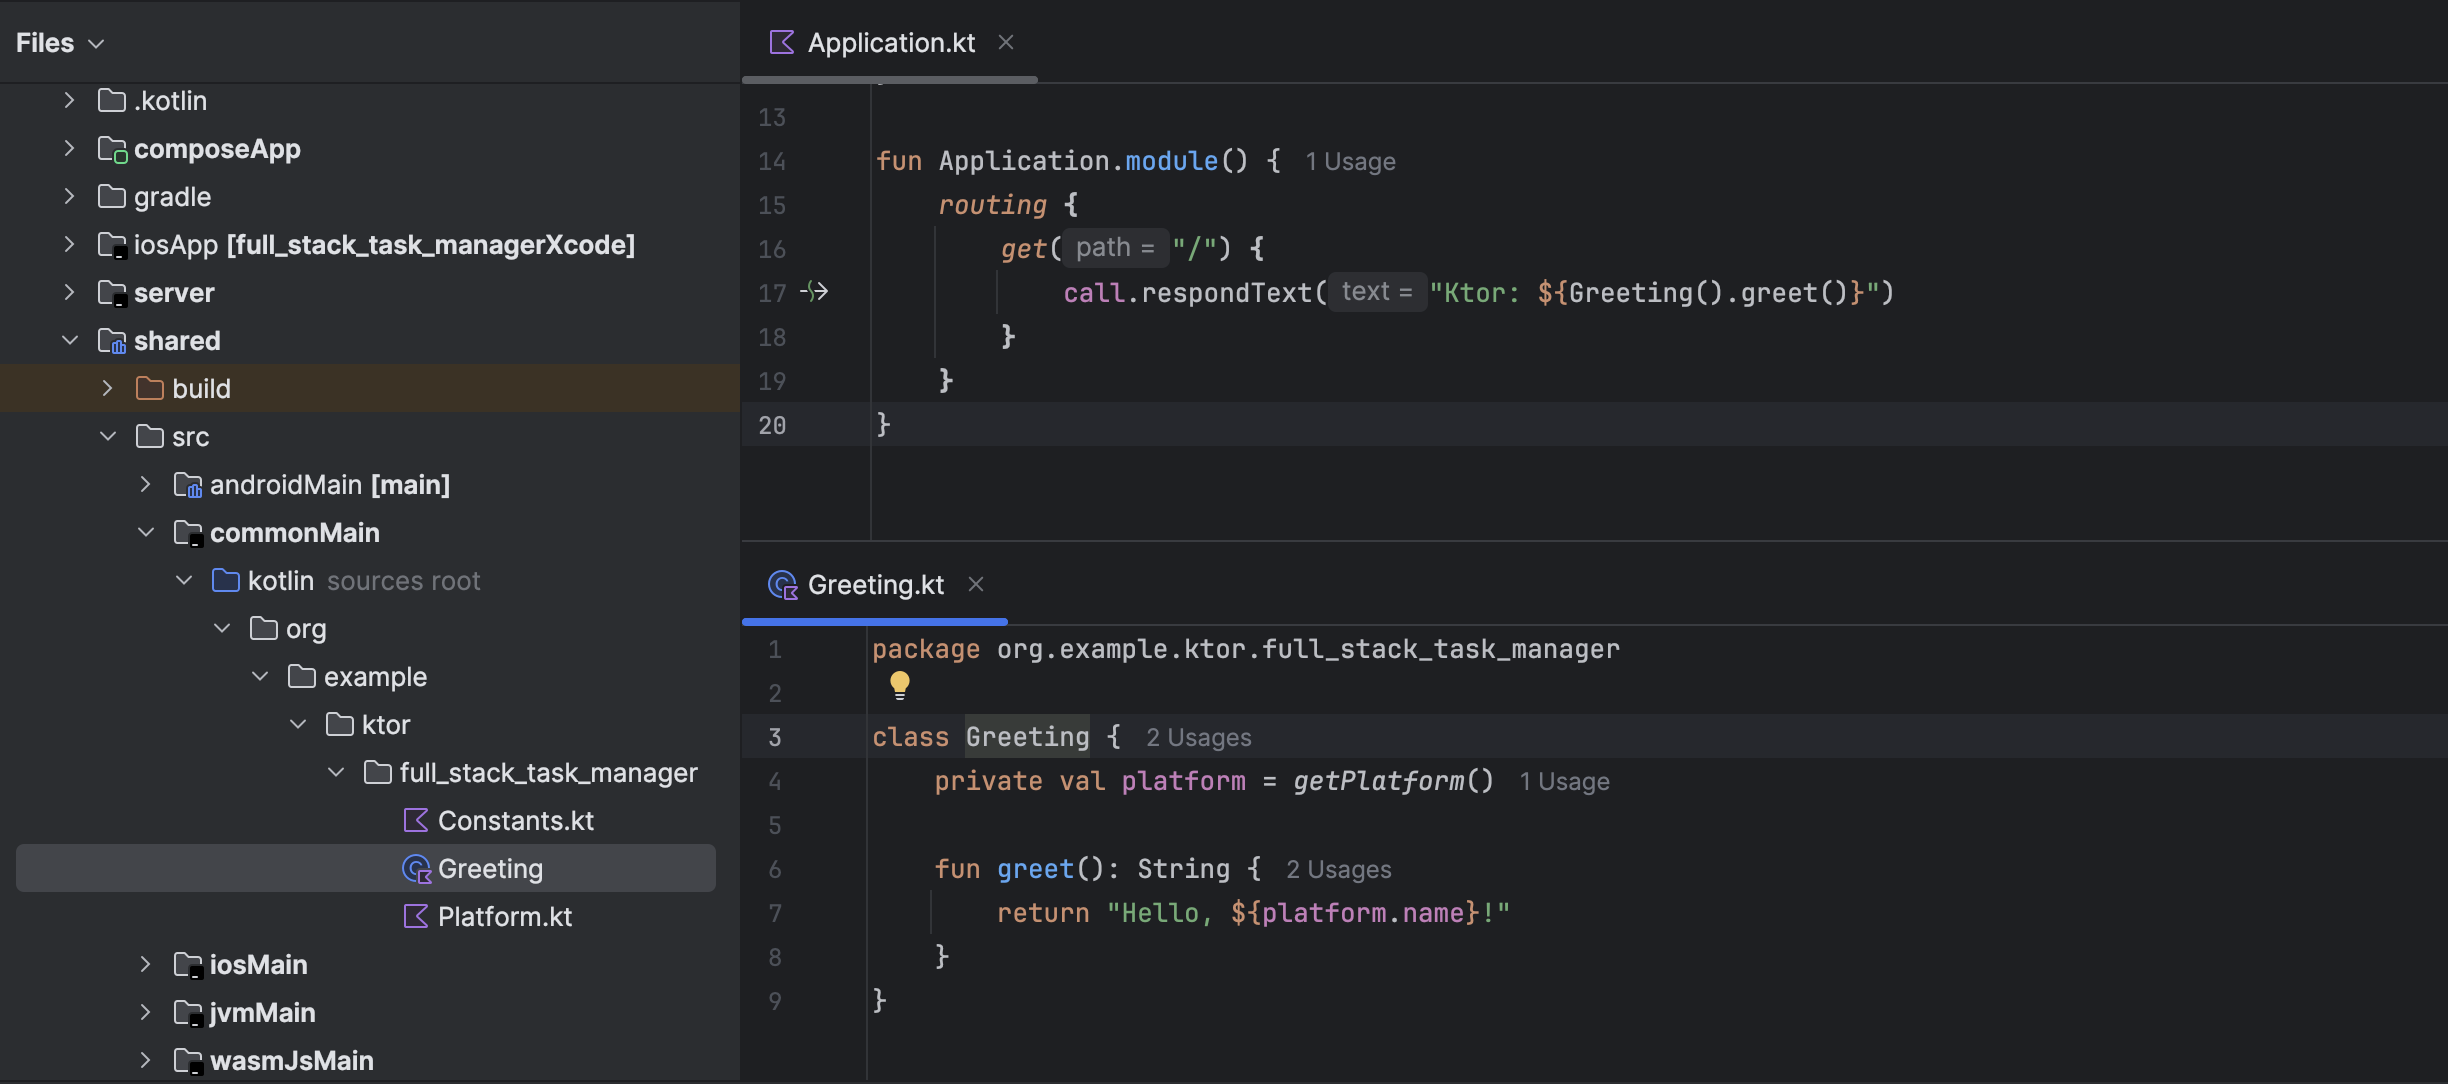 Files
.kotlin
composeApp
gradle
iosApp [full_stack_task_managerXcode]
server
shared
build
src
androidMain [main]
commonMain
kotlin sources root
org
example
ktor
full_stack_task_manager
Constants.kt
Greeting
Platform.kt
iosMain
jvmMain
wasmJsMain
Application.kt
13
14 fun Application.module() { 1 Usage
15 routing {
16 get( path = "/") {
17 call.respondText( text = "Ktor: ${Greeting().greet()}")
18 }
19 }
20 }
Greeting.kt
1 package org.example.ktor.full_stack_task_manager
2
3 class Greeting { 2 Usages
4 private val platform = getPlatform() 1 Usage
5
6 fun greet(): String { 2 Usages
7 return "Hello, ${platform.name}!"
8 }
9 }